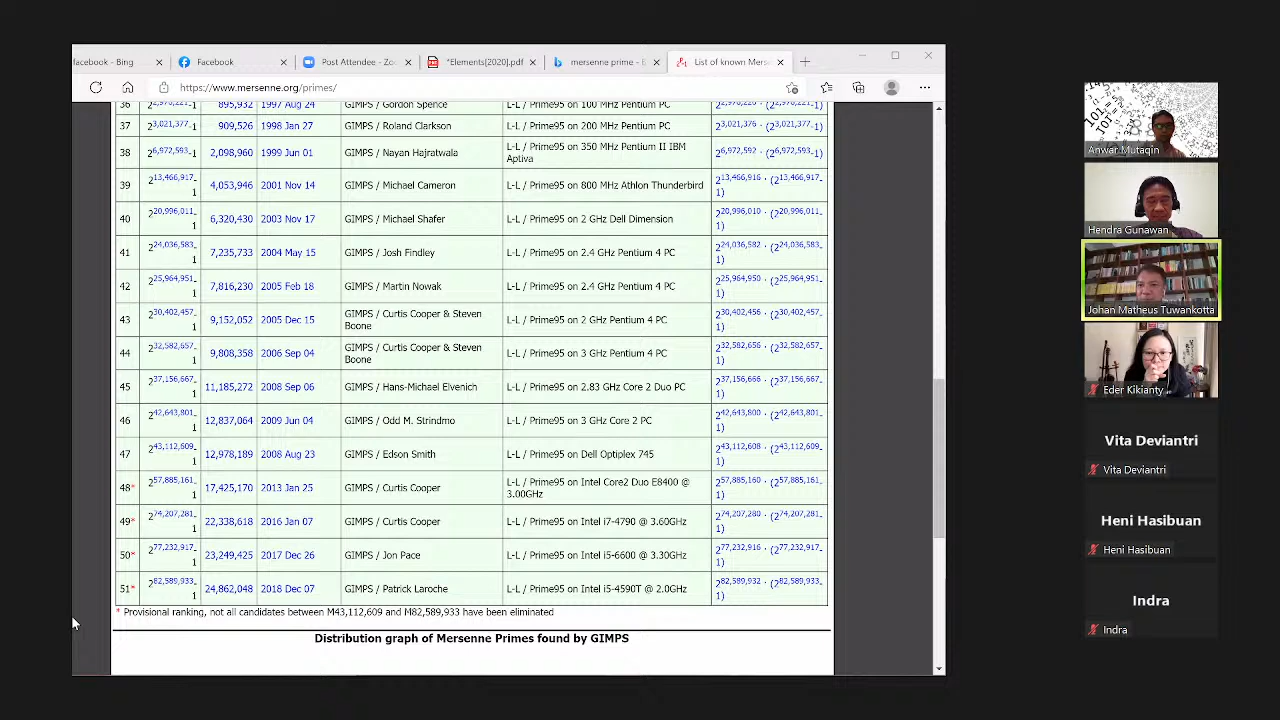 facebook - Bing
Facebook
Post Attendee - Zoo
*Elements[2020].pdf
mersenne prime - B
List of known Merse
https://www.mersenne.org/primes/
36 2^2,976,221-1 895,932 1997 Aug 24 GIMPS / Gordon Spence L-L / Prime95 on 100 MHz Pentium PC 2^2,976,220 · (2^2,976,221-1)
37 2^3,021,377-1 909,526 1998 Jan 27 GIMPS / Roland Clarkson L-L / Prime95 on 200 MHz Pentium PC 2^3,021,376 · (2^3,021,377-1)
38 2^6,972,593-1 2,098,960 1999 Jun 01 GIMPS / Nayan Hajratwala L-L / Prime95 on 350 MHz Pentium II IBM 2^6,972,592 · (2^6,972,593-1)
Aptiva
39 2^13,466,917- 4,053,946 2001 Nov 14 GIMPS / Michael Cameron L-L / Prime95 on 800 MHz Athlon Thunderbird 2^13,466,916 · (2^13,466,917-
1 1)
40 2^20,996,011- 6,320,430 2003 Nov 17 GIMPS / Michael Shafer L-L / Prime95 on 2 GHz Dell Dimension 2^20,996,010 · (2^20,996,011-
1 1)
41 2^24,036,583- 7,235,733 2004 May 15 GIMPS / Josh Findley L-L / Prime95 on 2.4 GHz Pentium 4 PC 2^24,036,582 · (2^24,036,583-
1 1)
42 2^25,964,951- 7,816,230 2005 Feb 18 GIMPS / Martin Nowak L-L / Prime95 on 2.4 GHz Pentium 4 PC 2^25,964,950 · (2^25,964,951-
1 1)
43 2^30,402,457- 9,152,052 2005 Dec 15 GIMPS / Curtis Cooper & Steven L-L / Prime95 on 2 GHz Pentium 4 PC 2^30,402,456 · (2^30,402,457-
1 Boone 1)
44 2^32,582,657- 9,808,358 2006 Sep 04 GIMPS / Curtis Cooper & Steven L-L / Prime95 on 3 GHz Pentium 4 PC 2^32,582,656 · (2^32,582,657-
1 Boone 1)
45 2^37,156,667- 11,185,272 2008 Sep 06 GIMPS / Hans-Michael Elvenich L-L / Prime95 on 2.83 GHz Core 2 Duo PC 2^37,156,666 · (2^37,156,667-
1 1)
46 2^42,643,801- 12,837,064 2009 Jun 04 GIMPS / Odd M. Strindmo L-L / Prime95 on 3 GHz Core 2 PC 2^42,643,800 · (2^42,643,801-
1 1)
47 2^43,112,609- 12,978,189 2008 Aug 23 GIMPS / Edson Smith L-L / Prime95 on Dell Optiplex 745 2^43,112,608 · (2^43,112,609-
1 1)
48* 2^57,885,161- 17,425,170 2013 Jan 25 GIMPS / Curtis Cooper L-L / Prime95 on Intel Core2 Duo E8400 @ 2^57,885,160 · (2^57,885,161-
1 3.00GHz 1)
49* 2^74,207,281- 22,338,618 2016 Jan 07 GIMPS / Curtis Cooper L-L / Prime95 on Intel i7-4790 @ 3.60GHz 2^74,207,280 · (2^74,207,281-
1 1)
50* 2^77,232,917- 23,249,425 2017 Dec 26 GIMPS / Jon Pace L-L / Prime95 on Intel i5-6600 @ 3.30GHz 2^77,232,916 · (2^77,232,917-
1 1)
51* 2^82,589,933- 24,862,048 2018 Dec 07 GIMPS / Patrick Laroche L-L / Prime95 on Intel i5-4590T @ 2.0GHz 2^82,589,932 · (2^82,589,933-
1 1)
* Provisional ranking, not all candidates between M43,112,609 and M82,589,933 have been eliminated
Distribution graph of Mersenne Primes found by GIMPS
Anwar Mutaqin
Hendra Gunawan
Johan Matheus Tuwankotta
Eder Kikianty
Vita Deviantri
Vita Deviantri
Heni Hasibuan
Heni Hasibuan
Indra
Indra